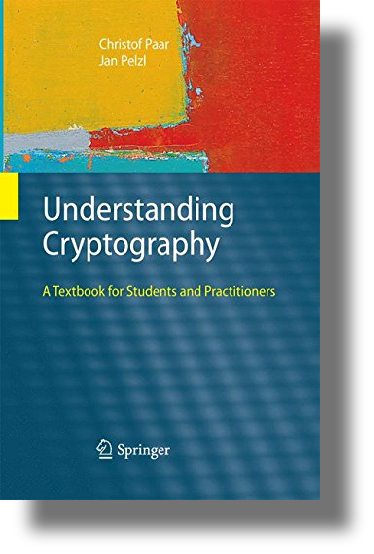 Christof Paar
Jan Pelzl
Understanding
Cryptography
A Textbook for Students and Practitioners
Springer